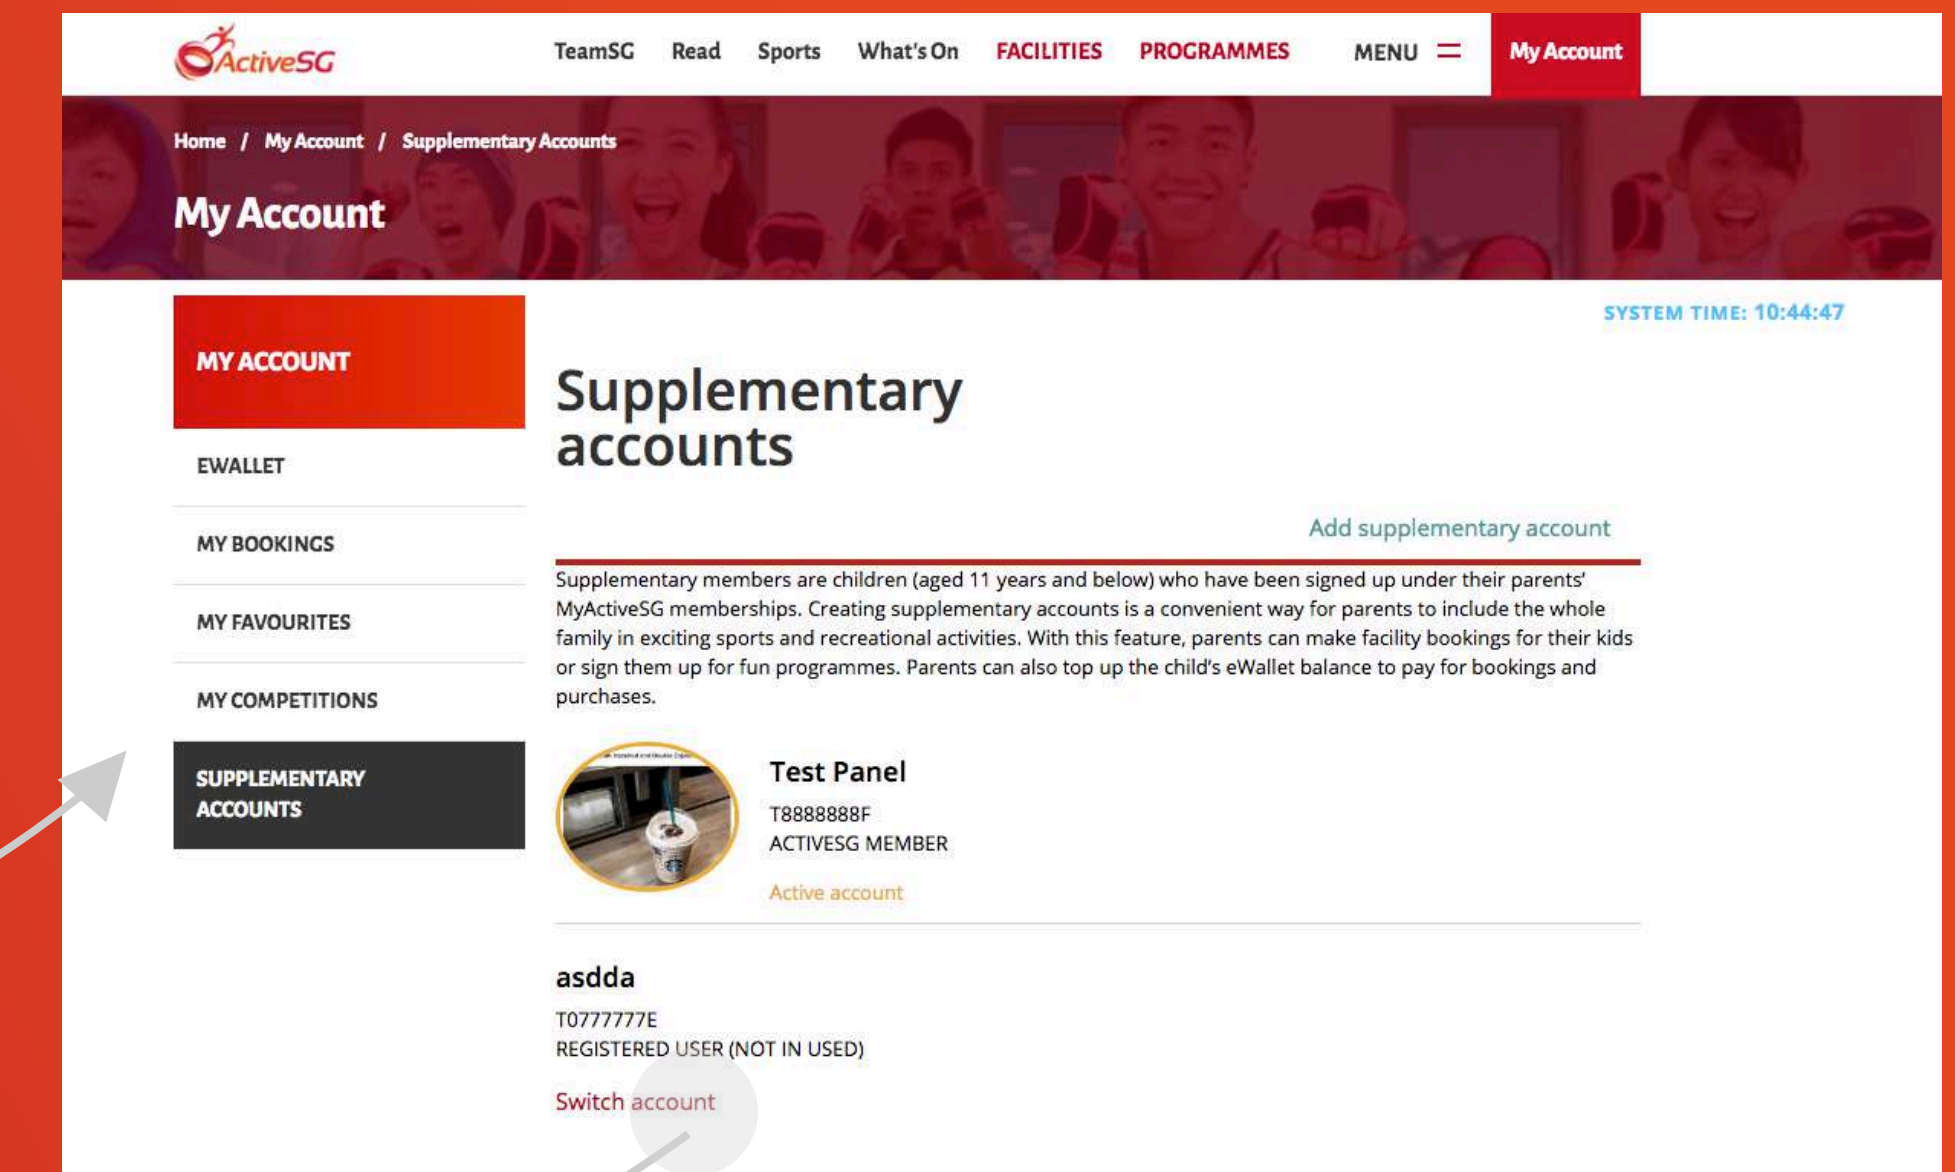 ActiveSG
TeamSG Read Sports What's On FACILITIES PROGRAMMES MENU My Account
Home / My Account / Supplementary Accounts
My Account
SYSTEM TIME: 10:44:47
MY ACCOUNT
EWALLET
MY BOOKINGS
MY FAVOURITES
MY COMPETITIONS
SUPPLEMENTARY
ACCOUNTS
Supplementary
accounts
Add supplementary account
Supplementary members are children (aged 11 years and below) who have been signed up under their parents'
MyActiveSG memberships. Creating supplementary accounts is a convenient way for parents to include the whole
family in exciting sports and recreational activities. With this feature, parents can make facility bookings for their kids
or sign them up for fun programmes. Parents can also top up the child's eWallet balance to pay for bookings and
purchases.
Test Panel
T8888888F
ACTIVESG MEMBER
Active account
asdda
T0777777E
REGISTERED USER (NOT IN USED)
Switch account